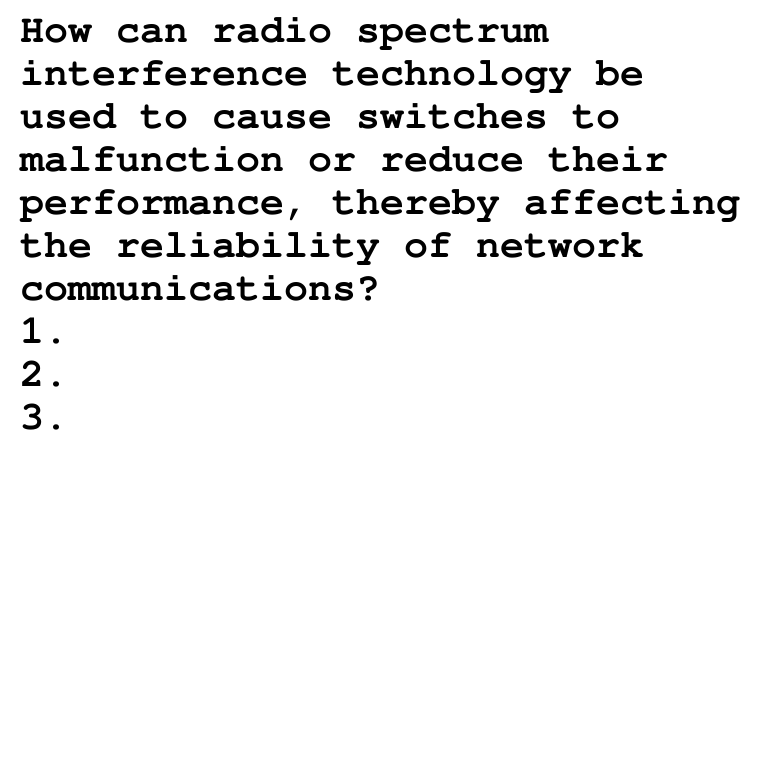 How can radio spectrum
interference technology be
used to cause switches to
malfunction or reduce their
performance, thereby affecting
the reliability of network
communications?
1.
2.
3.